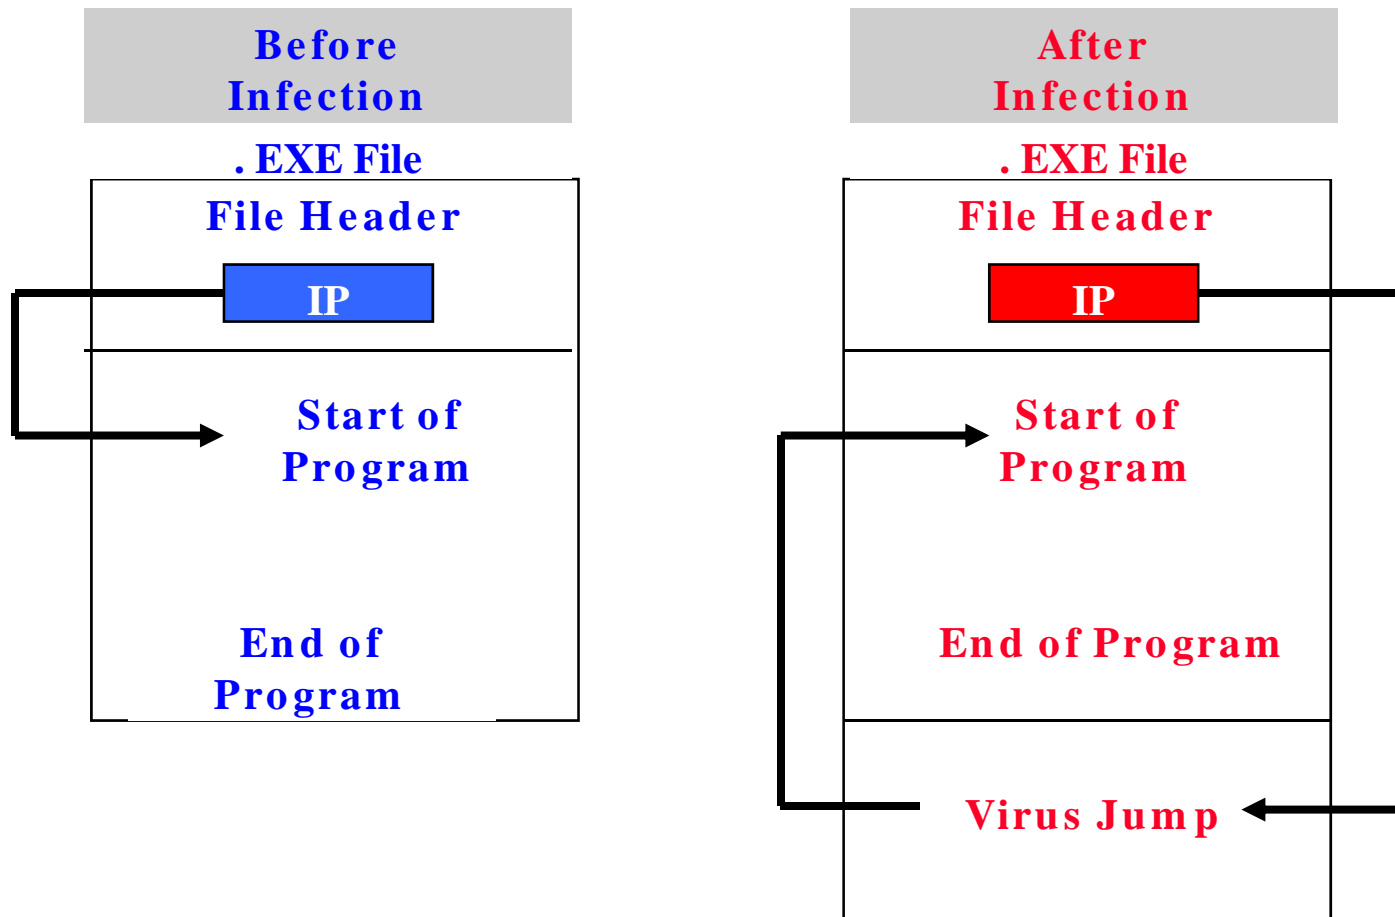 Before
Infection
. EXE File
File Header
IP
Start of
Program
End of
Program
After
Infection
. EXE File
File Header
IP
Start of
Program
End of Program
Virus Jump